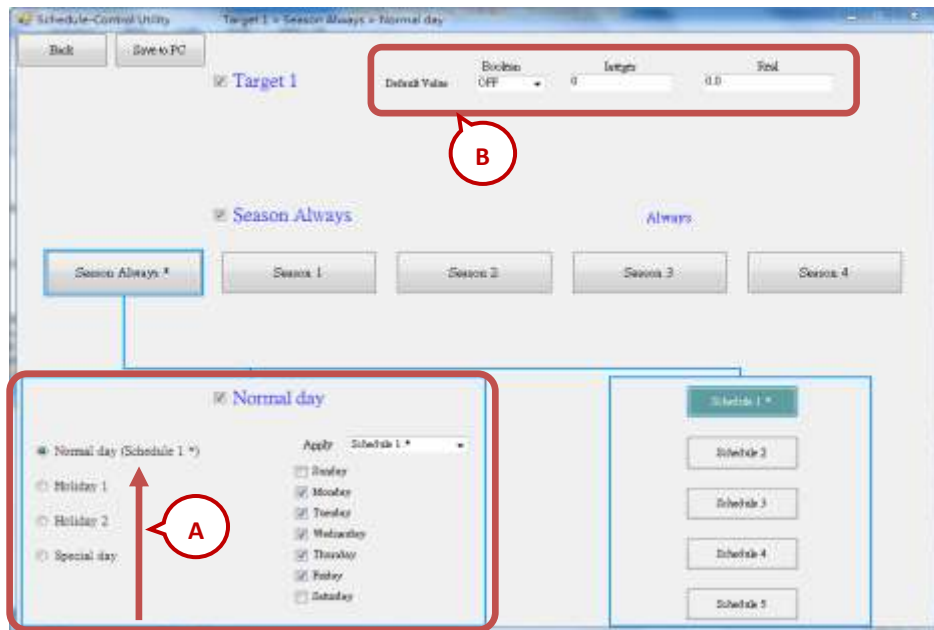 Schedule-Control Utility Target 1 > Season Always > Normal day
Back Save to PC
Target 1
Boolean Integer Real
Default Value OFF 0 0.0
B
Season Always Always
Season Always * Season 1 Season 2 Season 3 Season 4
Normal day
Schedule 1 *
Normal day (Schedule 1 *) Apply Schedule 1 *
Schedule 2
Sunday
Holiday 1 Monday
Tuesday Schedule 3
Holiday 2 Wednesday
A
Special day Thursday Schedule 4
Friday
Saturday Schedule 5